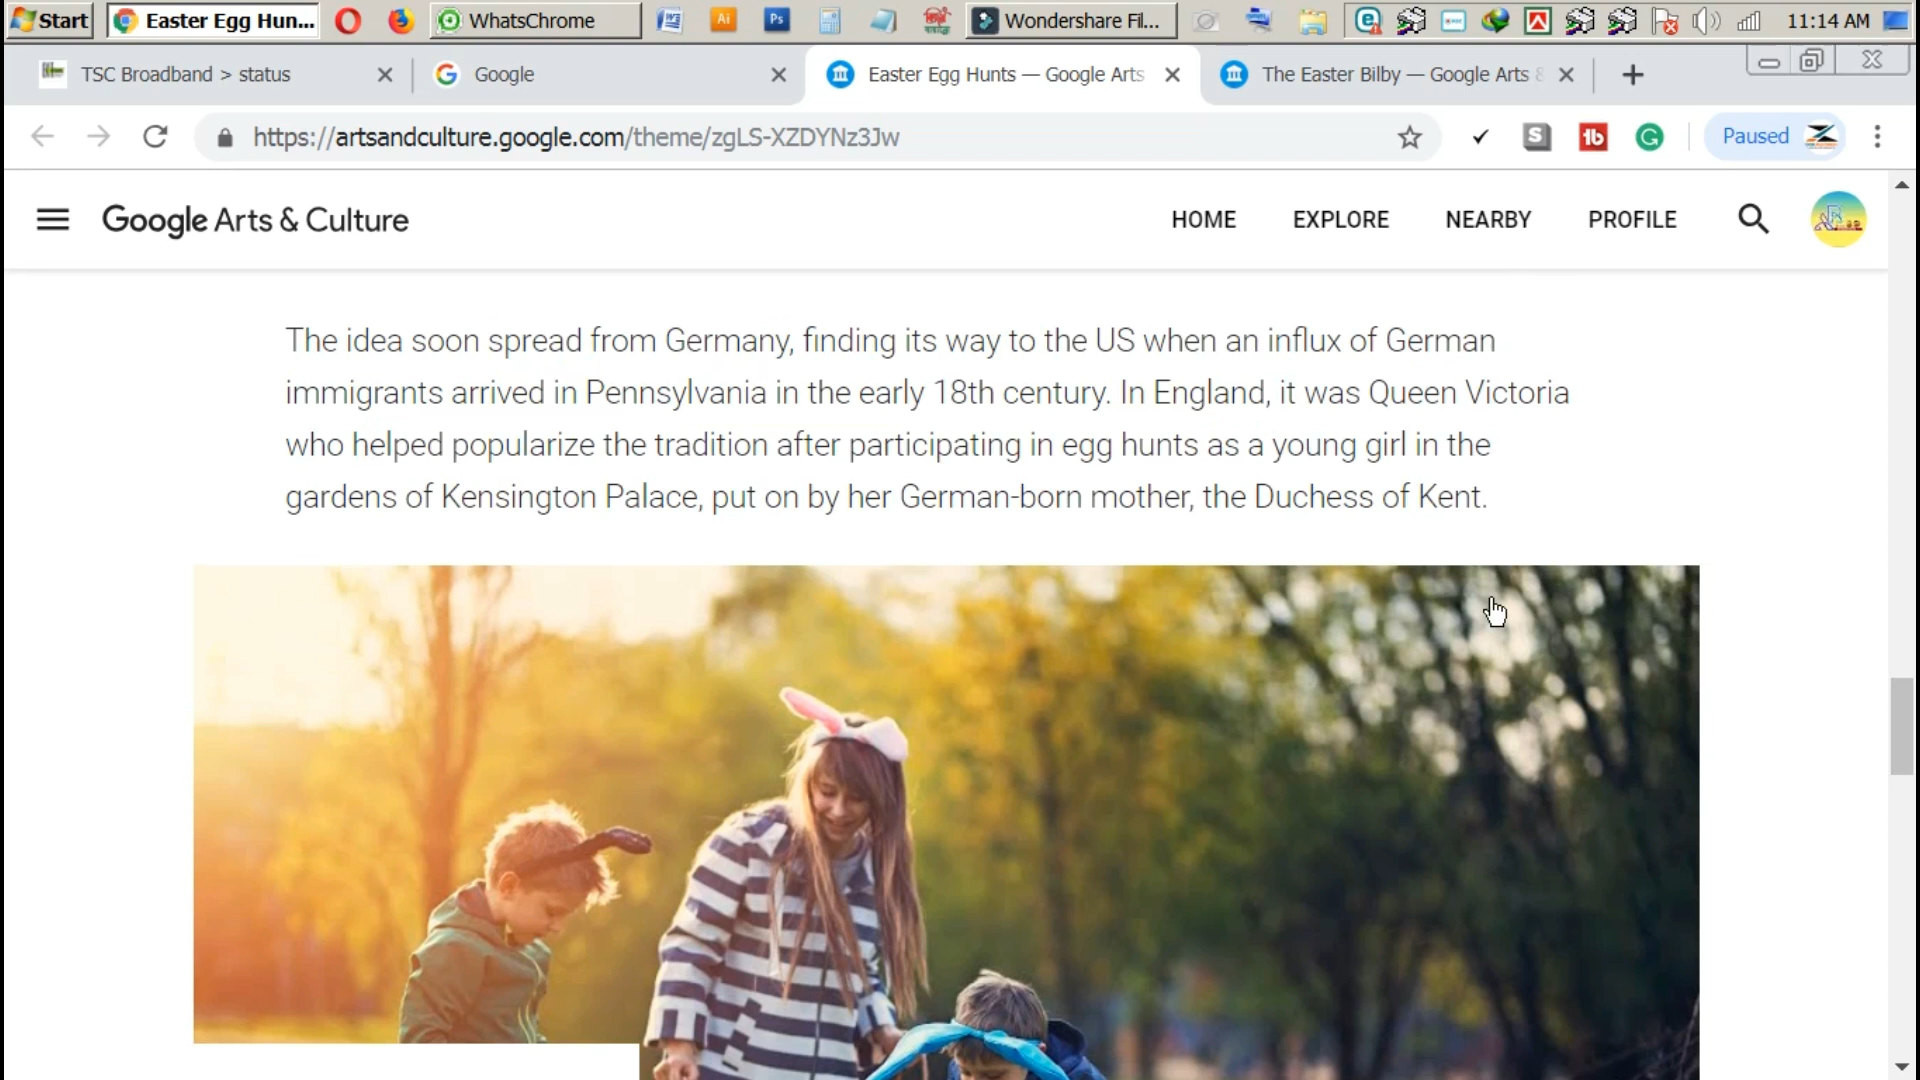 Start Easter Egg Hun... WhatsChrome Ai Ps Wondershare Fil... 11:14 AM
TSC Broadband > status Google Easter Egg Hunts — Google Arts The Easter Bilby — Google Arts &
https://artsandculture.google.com/theme/zgLS-XZDYNz3Jw S tb G Paused
Google Arts & Culture HOME EXPLORE NEARBY PROFILE
The idea soon spread from Germany, finding its way to the US when an influx of German
immigrants arrived in Pennsylvania in the early 18th century. In England, it was Queen Victoria
who helped popularize the tradition after participating in egg hunts as a young girl in the
gardens of Kensington Palace, put on by her German-born mother, the Duchess of Kent.